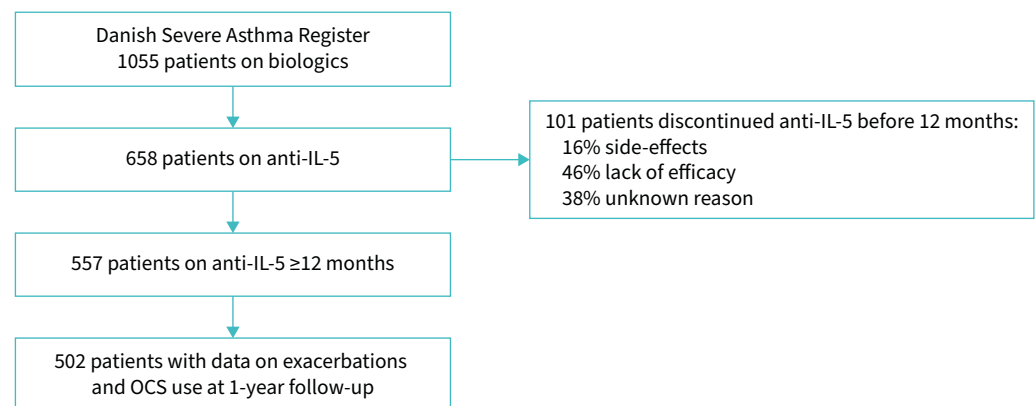 Danish Severe Asthma Register
1055 patients on biologics
658 patients on anti-IL-5
101 patients discontinued anti-IL-5 before 12 months:
16% side-effects
46% lack of efficacy
38% unknown reason
557 patients on anti-IL-5 ≥12 months
502 patients with data on exacerbations
and OCS use at 1-year follow-up